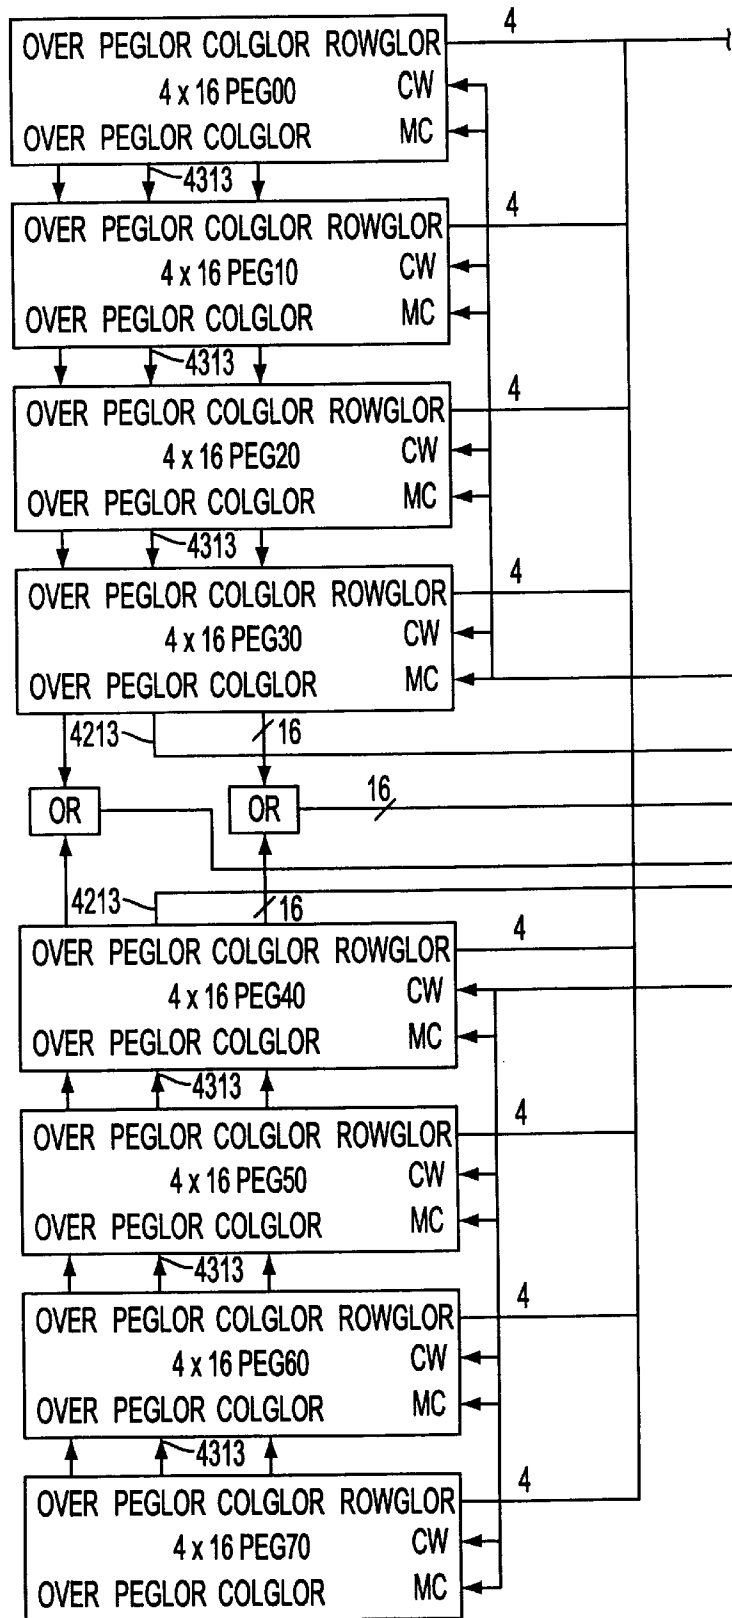 OVER PEGLOR COLGLOR ROWGLOR 4
4 x 16 PEG00 CW
OVER PEGLOR COLGLOR MC
4313
OVER PEGLOR COLGLOR ROWGLOR 4
4 x 16 PEG10 CW
OVER PEGLOR COLGLOR MC
4313
OVER PEGLOR COLGLOR ROWGLOR 4
4 x 16 PEG20 CW
OVER PEGLOR COLGLOR MC
4313
OVER PEGLOR COLGLOR ROWGLOR 4
4 x 16 PEG30 CW
OVER PEGLOR COLGLOR MC
4213 16
OR OR 16
4213 16
OVER PEGLOR COLGLOR ROWGLOR 4
4 x 16 PEG40 CW
OVER PEGLOR COLGLOR MC
4313
OVER PEGLOR COLGLOR ROWGLOR 4
4 x 16 PEG50 CW
OVER PEGLOR COLGLOR MC
4313
OVER PEGLOR COLGLOR ROWGLOR 4
4 x 16 PEG60 CW
OVER PEGLOR COLGLOR MC
4313
OVER PEGLOR COLGLOR ROWGLOR 4
4 x 16 PEG70 CW
OVER PEGLOR COLGLOR MC